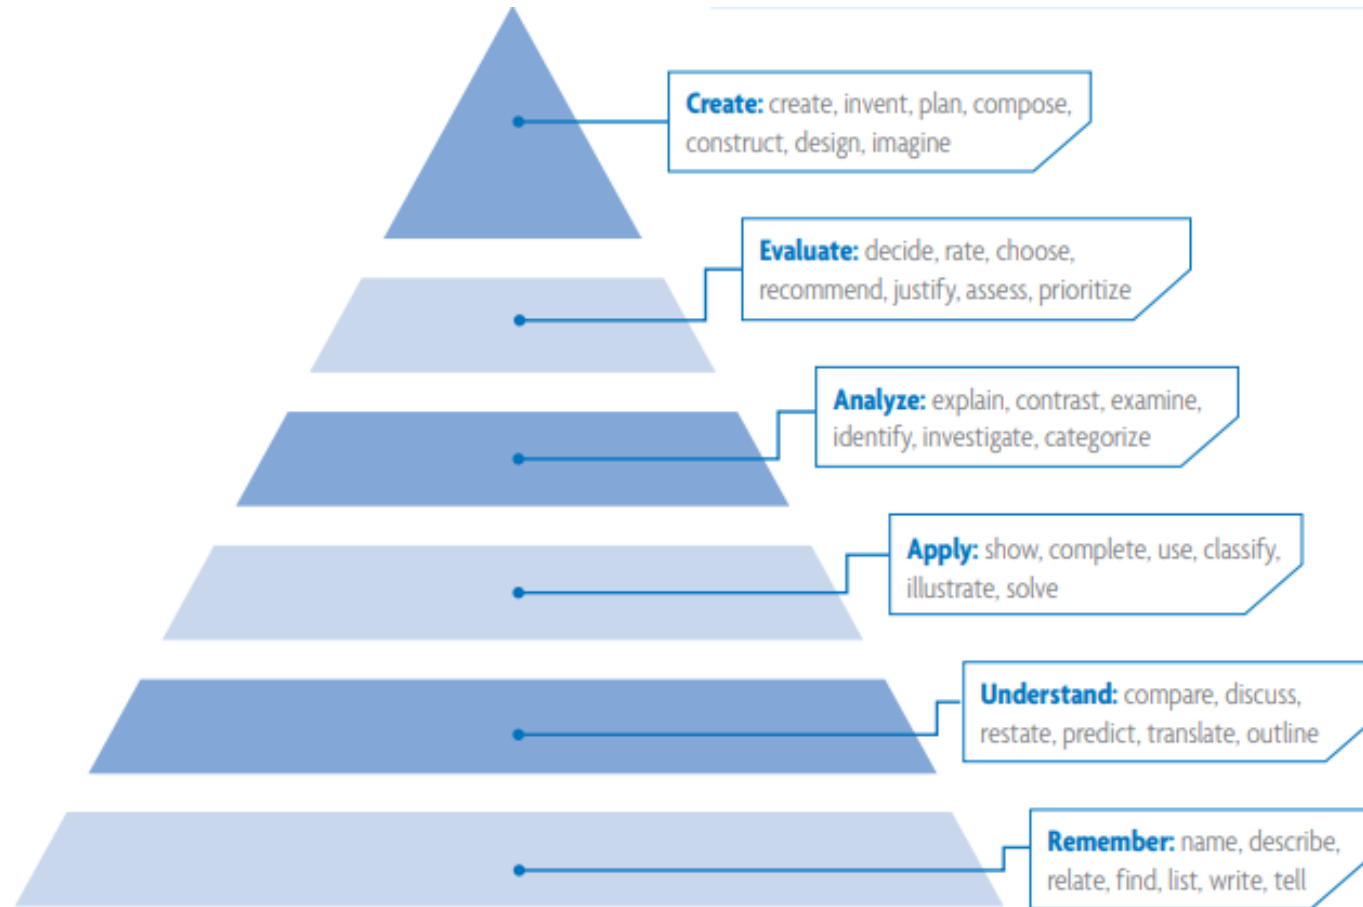 Create: create, invent, plan, compose,
construct, design, imagine
Evaluate: decide, rate, choose,
recommend, justify, assess, prioritize
Analyze: explain, contrast, examine,
identify, investigate, categorize
Apply: show, complete, use, classify,
illustrate, solve
Understand: compare, discuss,
restate, predict, translate, outline
Remember: name, describe,
relate, find, list, write, tell